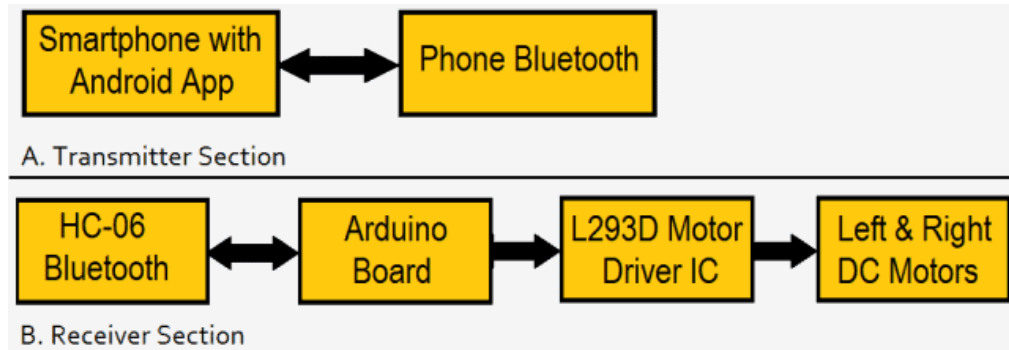 Smartphone with
Android App
Phone Bluetooth
A. Transmitter Section
HC-06
Bluetooth
Arduino
Board
L293D Motor
Driver IC
Left & Right
DC Motors
B. Receiver Section